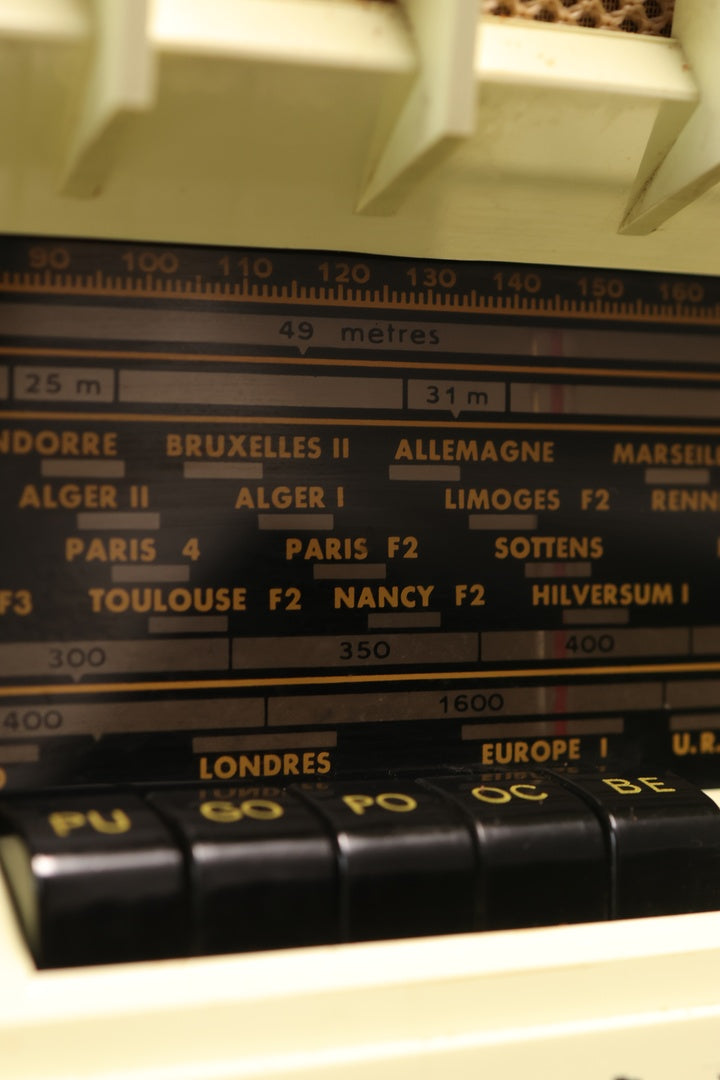 90 100 110 120 130 140 150 160
49 mètres
25 m 31 m
NDORRE BRUXELLES II ALLEMAGNE MARSEIL
ALGER II ALGER I LIMOGES F2 RENN
PARIS 4 PARIS F2 SOTTENS
F3 TOULOUSE F2 NANCY F2 HILVERSUM I
300 350 400
400 1600
LONDRES EUROPE I U.R.
PU GO PO OC BE